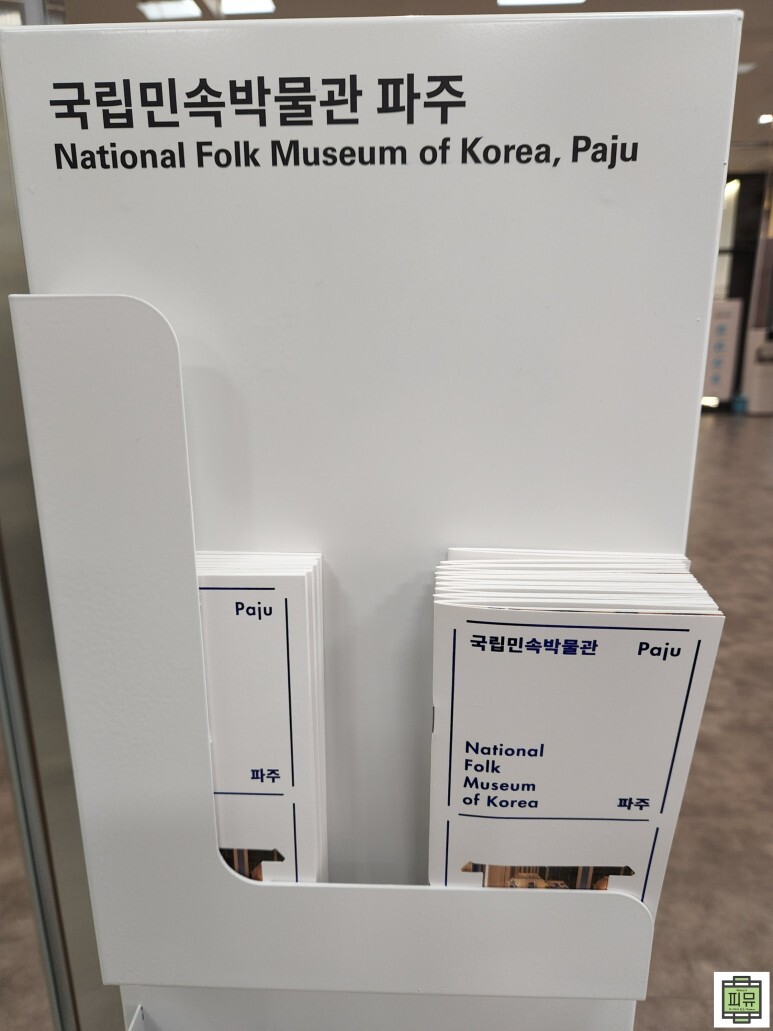 국립민속박물관 파주
National Folk Museum of Korea, Paju
Paju
파주
국립민속박물관 Paju
National
Folk
Museum
of Korea 파주
피뮤